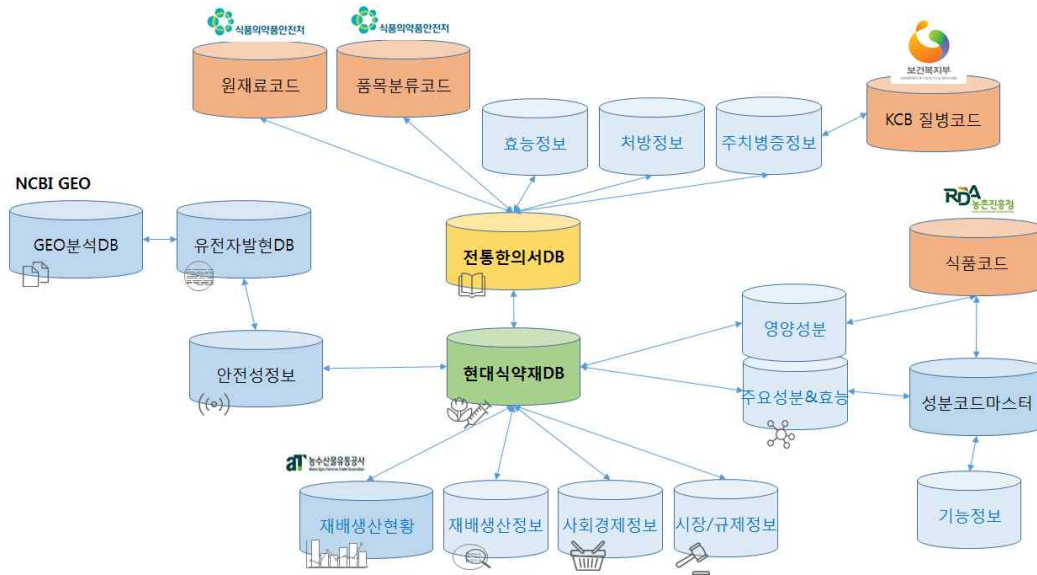 식품의약품안전처
식품의약품안전처
원재료코드
품목분류코드
보건복지부
KCB 질병코드
효능정보
처방정보
주치병증정보
NCBI GEO
GEO분석DB
유전자발현DB
전통한의서DB
RDA
농촌진흥청
식품코드
영양성분
안전성정보
현대식약재DB
주요성분&효능
성분코드마스터
aT 농수산물유통공사
재배생산현황
재배생산정보
사회경제정보
시장/규제정보
기능정보